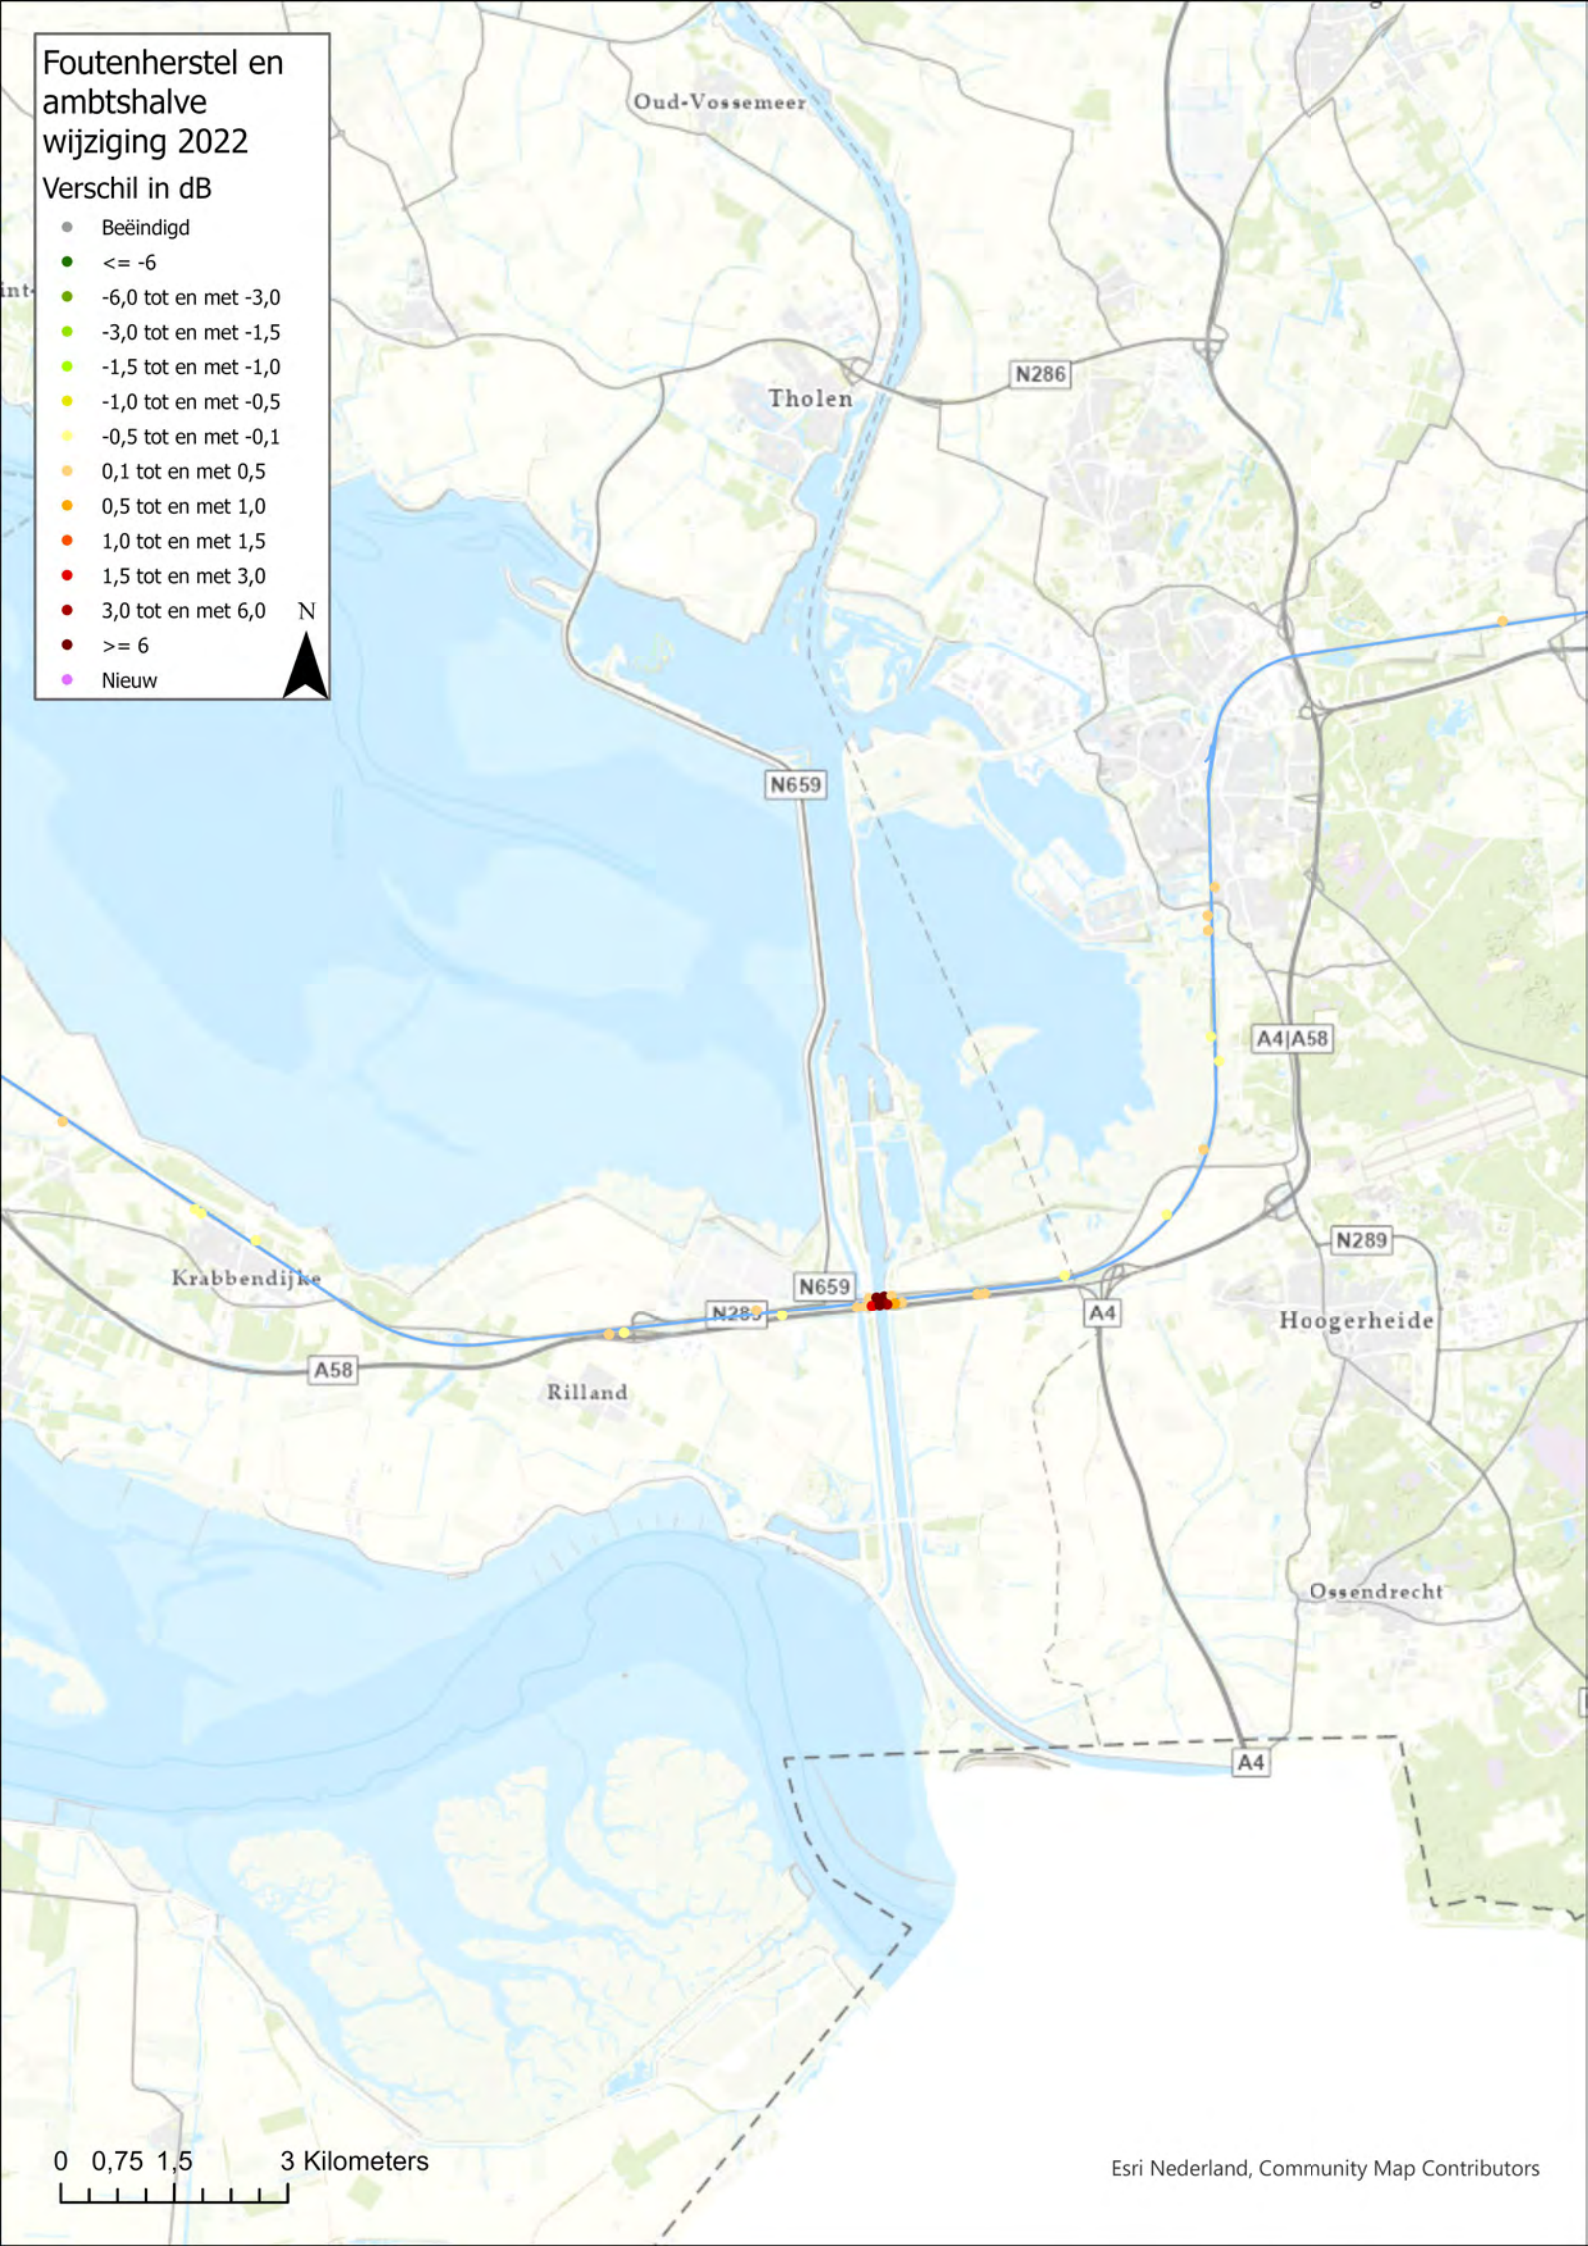 Foutenherstel en
ambtshalve
wijziging 2022
Verschil in dB
Beëindigd
<= -6
-6,0 tot en met -3,0
-3,0 tot en met -1,5
-1,5 tot en met -1,0
-1,0 tot en met -0,5
-0,5 tot en met -0,1
0,1 tot en met 0,5
0,5 tot en met 1,0
1,0 tot en met 1,5
1,5 tot en met 3,0
3,0 tot en met 6,0
>= 6
Nieuw
N
Oud-Vossemeer
int-
N286
Tholen
N659
A4|A58
N289
Krabbendijke
N659
N289
A4
Hoogerheide
A58
Rilland
Ossendrecht
A4
0 0,75 1,5 3 Kilometers
Esri Nederland, Community Map Contributors